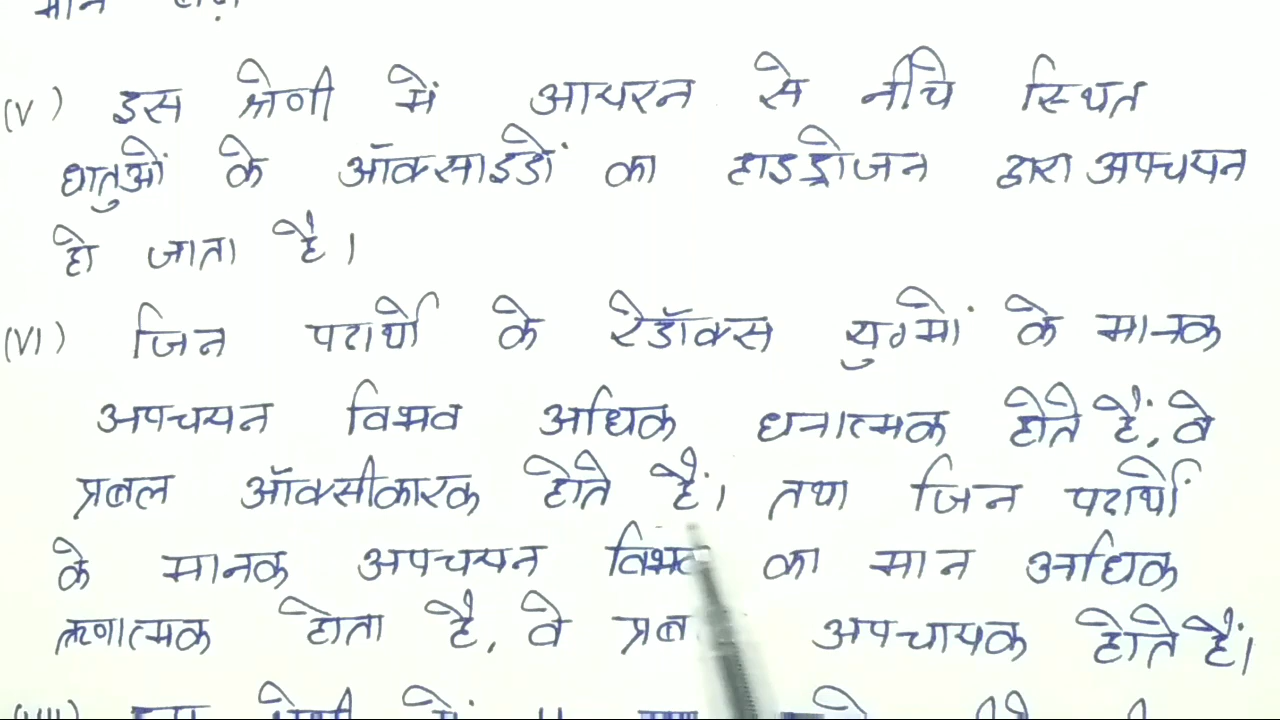 (V) इस श्रेणी में आयरन से नीचे स्थित
धातुओं के ऑक्साइडों का हाइड्रोजन द्वारा अपचयन
हो जाता है।
(VI) जिन पदार्थों के रेडॉक्स युग्मों के मानक
अपचयन विभव अधिक धनात्मक होते हैं, वे
प्रबल ऑक्सीकारक होते हैं। तथा जिन पदार्थों
के मानक अपचयन विभव का मान अधिक
ऋणात्मक होता है, वे अपचायक होते हैं।